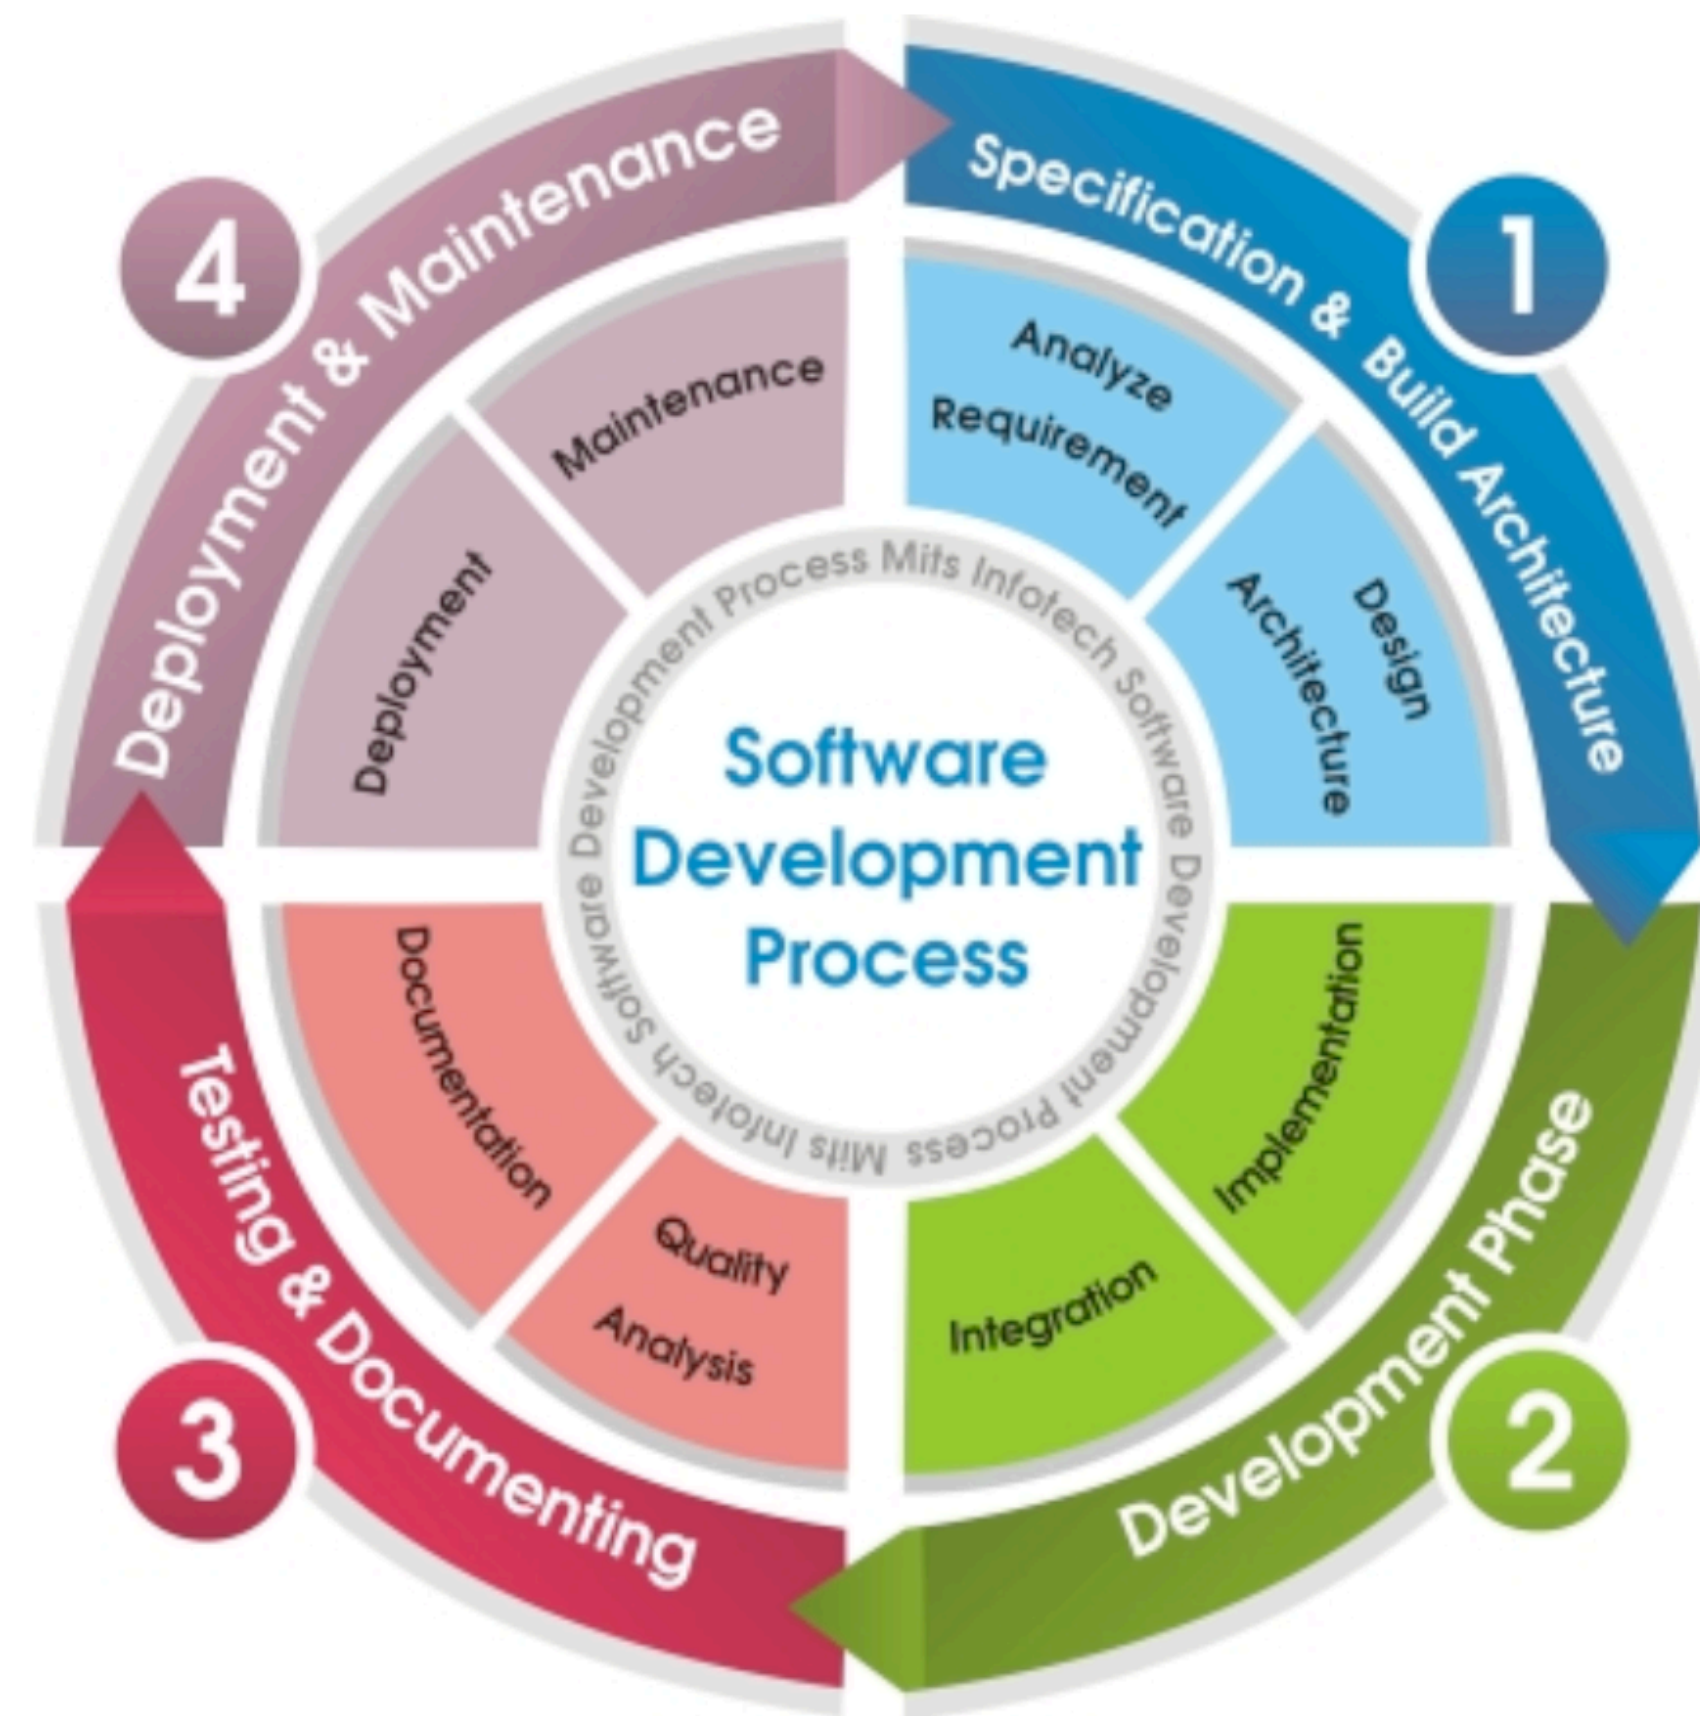 Software
Development
Process
Mits Infotech Software Development Process Mits Infotech Software Development Process
1
Specification & Build Architecture
Analyze
Requirement
Design
Architecture
2
Development Phase
Implementation
Integration
3
Testing & Documenting
Quality
Analysis
Documentation
4
Deployment & Maintenance
Deployment
Maintenance